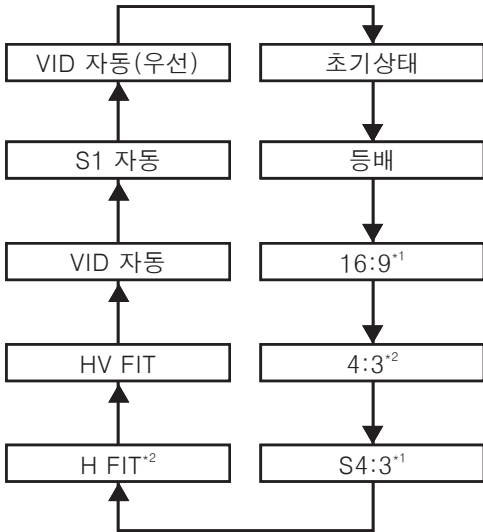 VID 자동(우선)
초기상태
S1 자동
등배
VID 자동
16:9*1
HV FIT
4:3*2
H FIT*2
S4:3*1